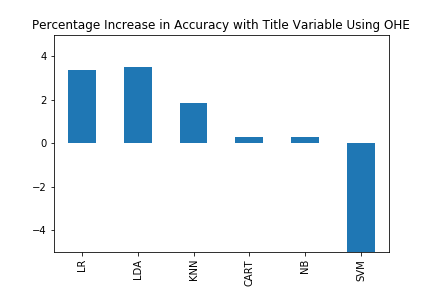 Percentage Increase in Accuracy with Title Variable Using OHE
4
2
0
−2
−4
LR
LDA
KNN
CART
NB
SVM